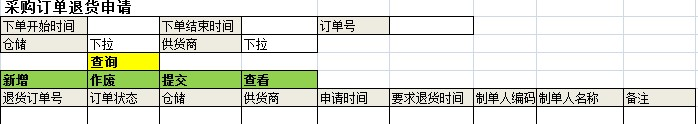 采购订单退货申请
下单开始时间 下单结束时间 订单号
仓储 下拉 供货商 下拉
查询
新增 作废 提交 查看
退货订单号 订单状态 仓储 供货商 申请时间 要求退货时间 制单人编码 制单人名称 备注